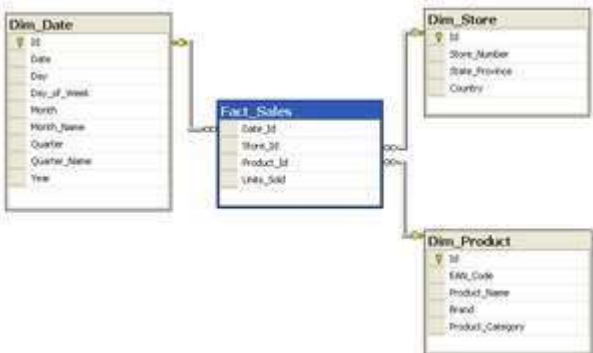 Dim_Date
Id
Date
Day
Day_of_Week
Month
Month_Name
Quarter
Quarter_Name
Year
Fact_Sales
Date_Id
Store_Id
Product_Id
Units_Sold
Dim_Store
Id
Store_Number
State_Province
Country
Dim_Product
Id
EAN_Code
Product_Name
Brand
Product_Category